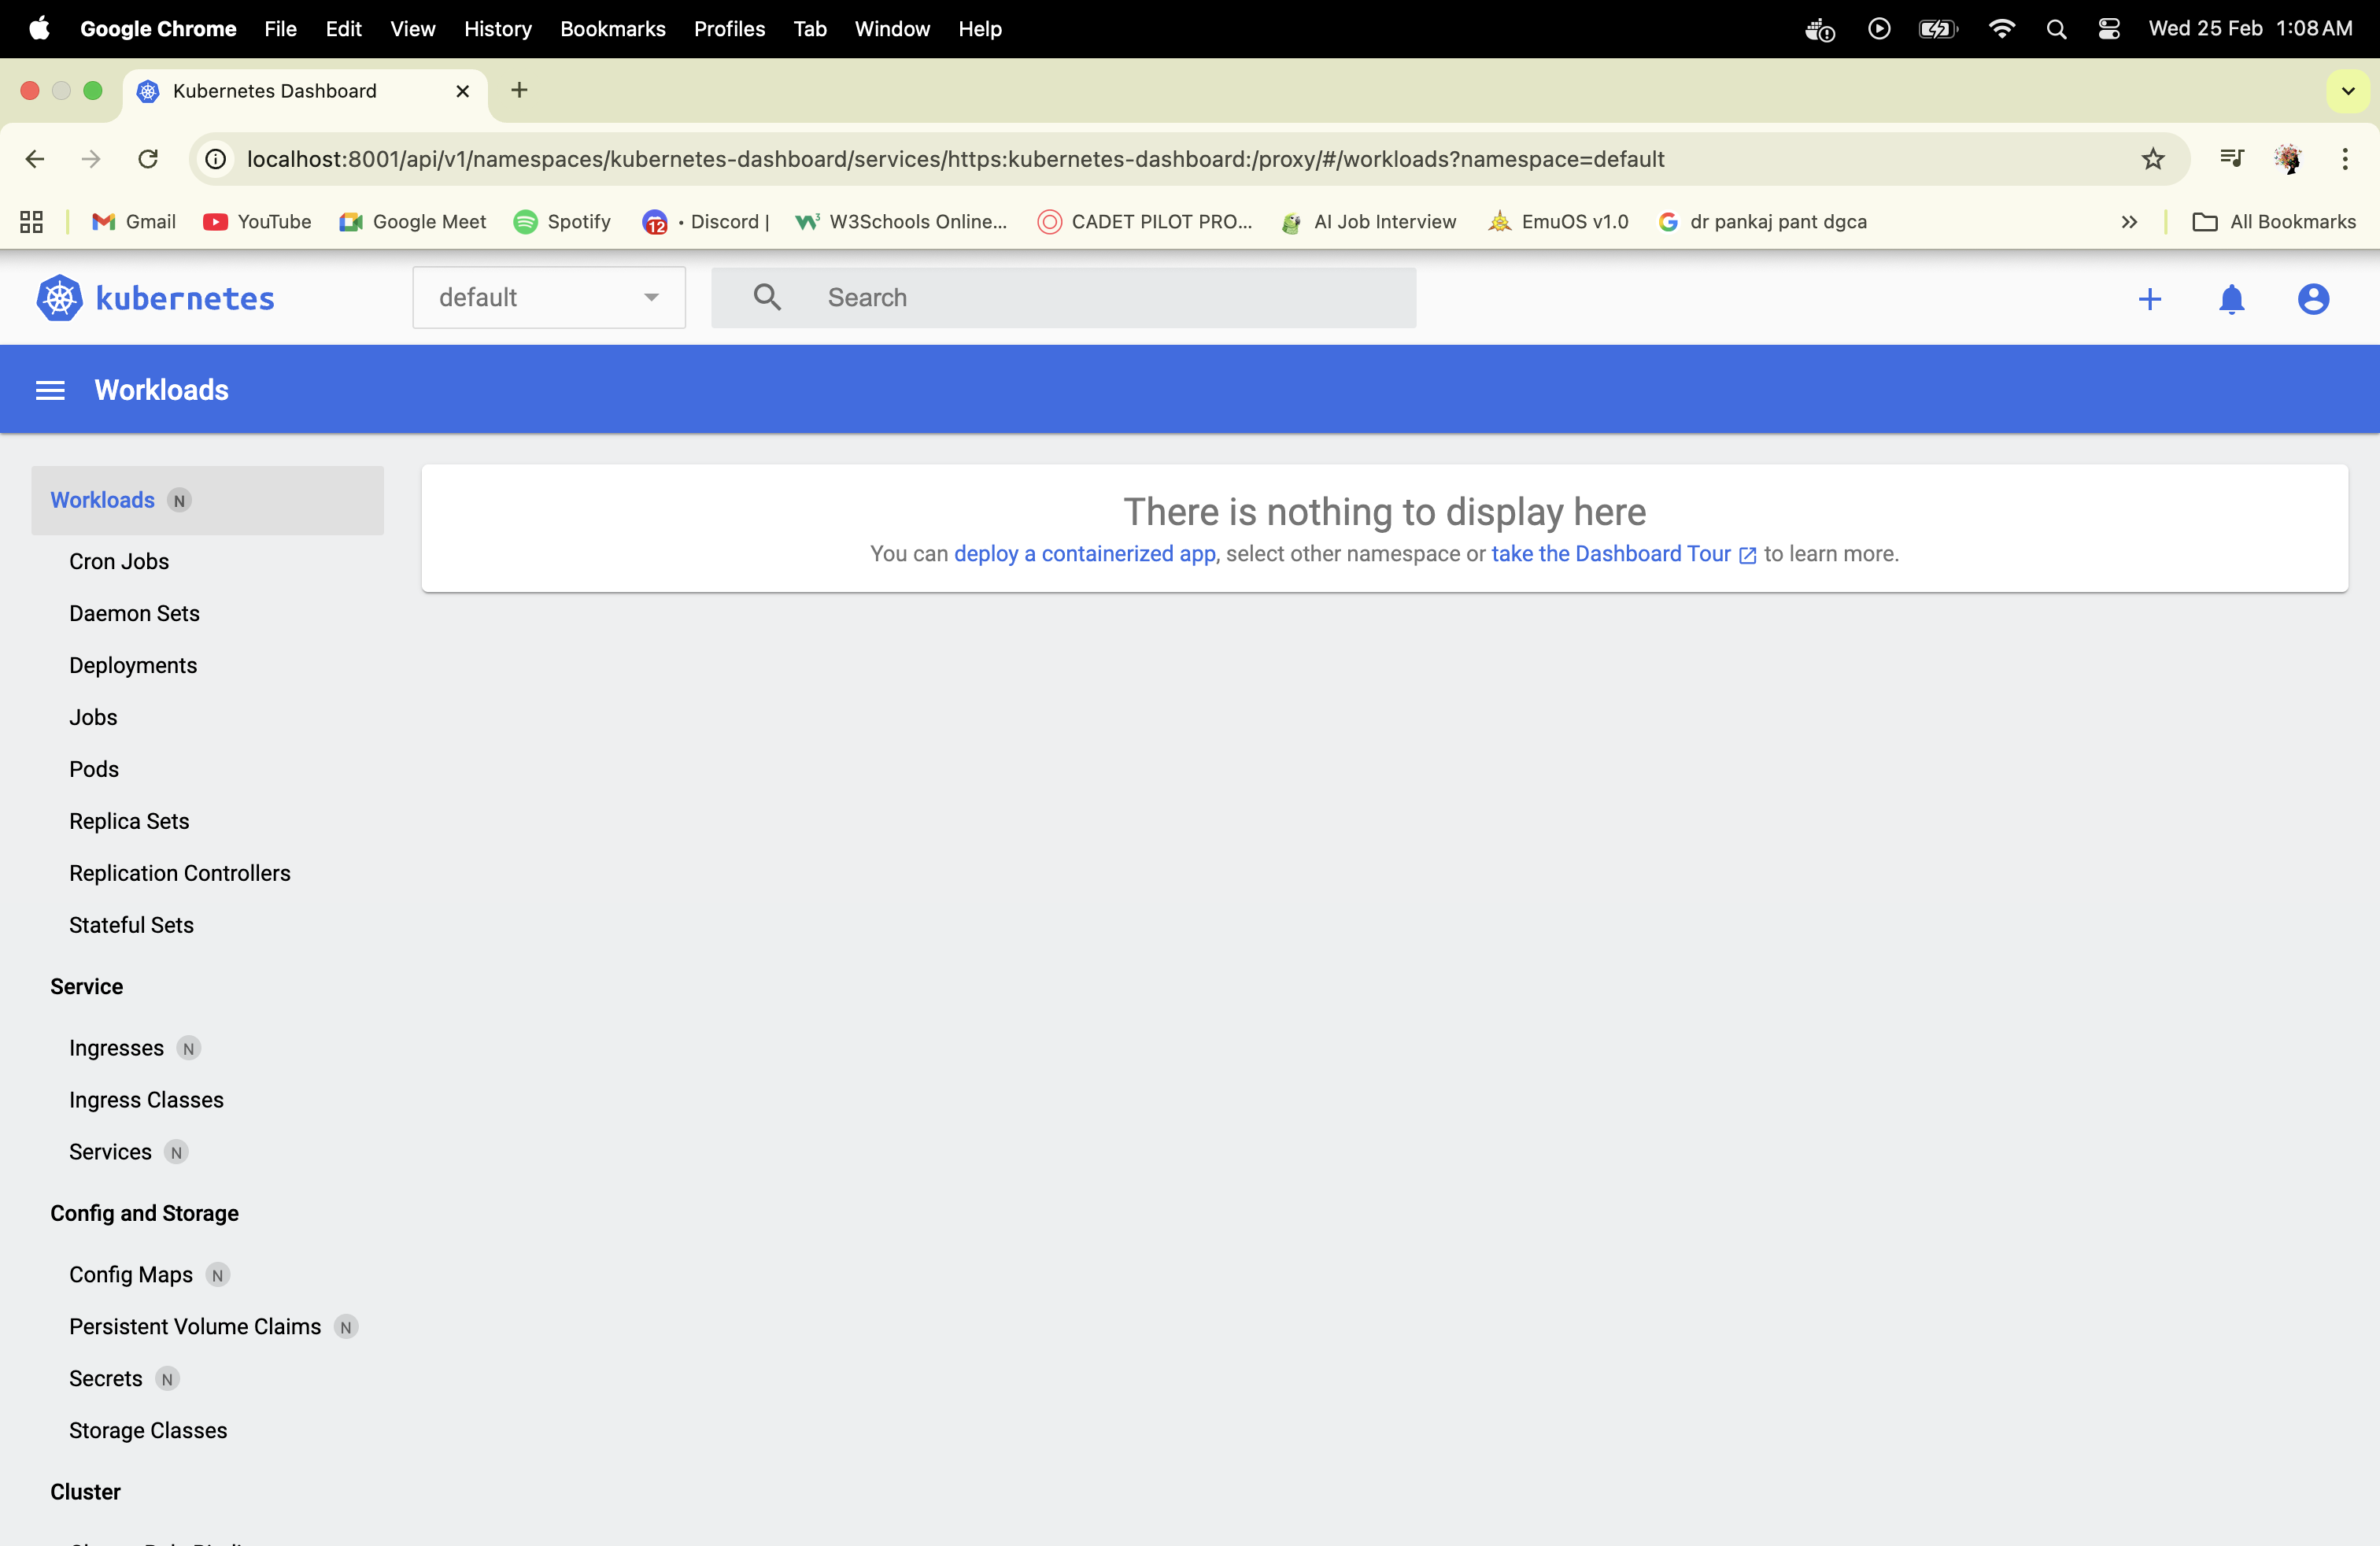 Google Chrome File Edit View History Bookmarks Profiles Tab Window Help Wed 25 Feb 1:08 AM
Kubernetes Dashboard
localhost:8001/api/v1/namespaces/kubernetes-dashboard/services/https:kubernetes-dashboard:/proxy/#/workloads?namespace=default
Gmail YouTube Google Meet Spotify 12 • Discord | W3Schools Online... CADET PILOT PRO... AI Job Interview EmuOS v1.0 dr pankaj pant dgca All Bookmarks
kubernetes default Search
Workloads
Workloads N
There is nothing to display here
You can deploy a containerized app, select other namespace or take the Dashboard Tour to learn more.
Cron Jobs
Daemon Sets
Deployments
Jobs
Pods
Replica Sets
Replication Controllers
Stateful Sets
Service
Ingresses N
Ingress Classes
Services N
Config and Storage
Config Maps N
Persistent Volume Claims N
Secrets N
Storage Classes
Cluster